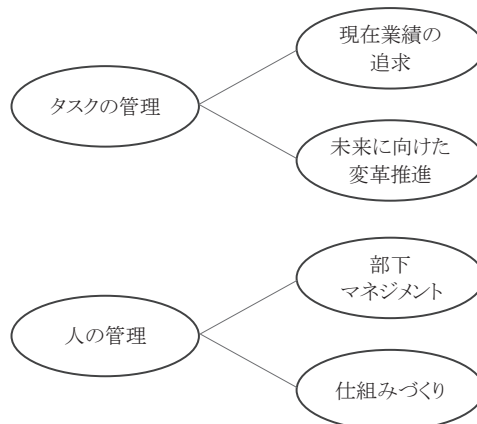 タスクの管理
現在業績の
追求
未来に向けた
変革推進
人の管理
部下
マネジメント
仕組みづくり